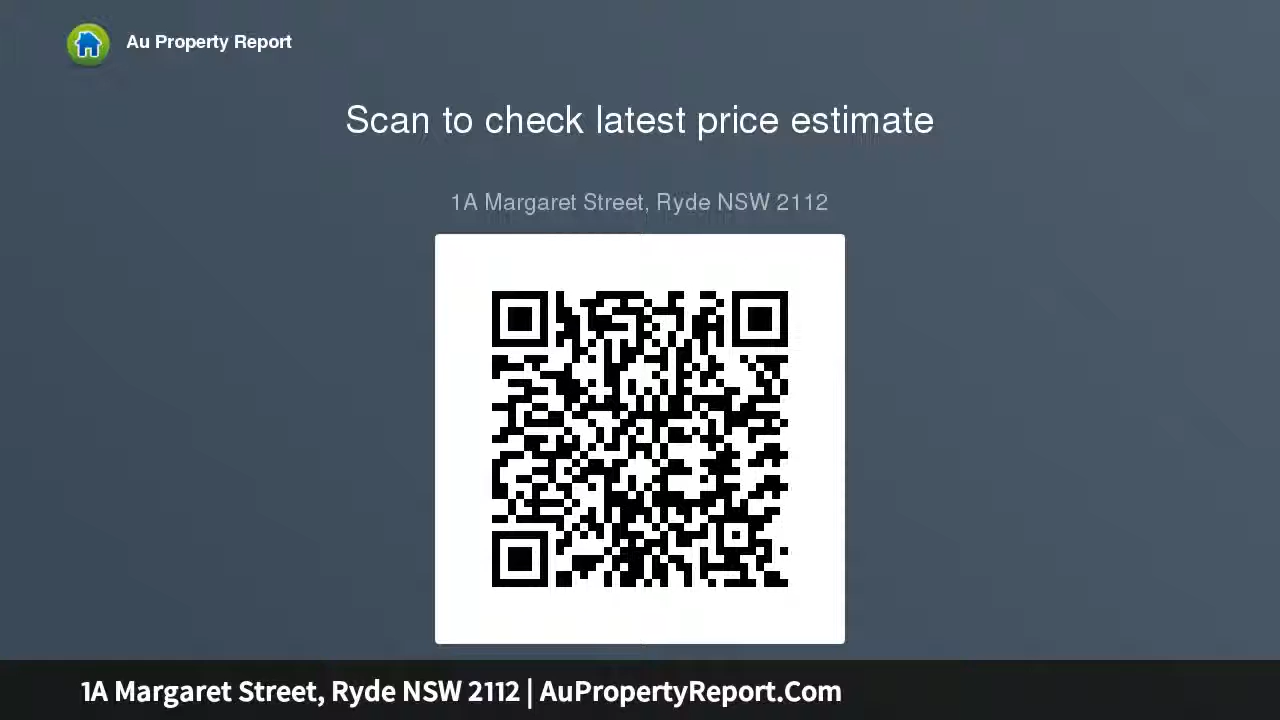 Au Property Report
Scan to check latest price estimate
1A Margaret Street, Ryde NSW 2112
1A Margaret Street, Ryde NSW 2112 | AuPropertyReport.Com